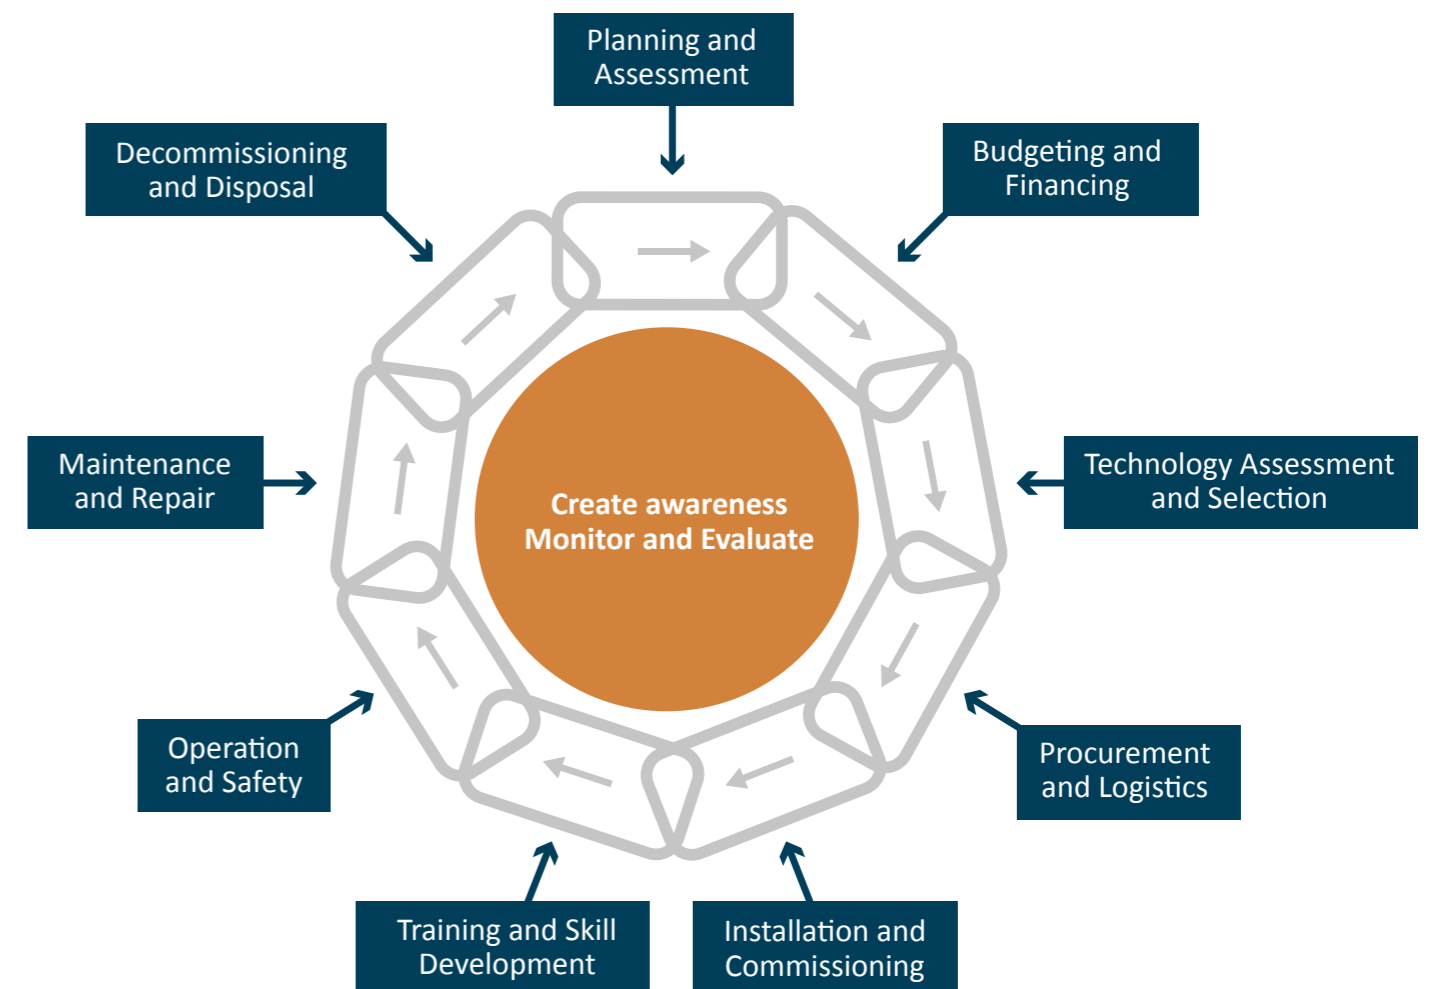 Planning and
Assessment
Budgeting and
Financing
Technology Assessment
and Selection
Procurement
and Logistics
Installation and
Commissioning
Training and Skill
Development
Operation
and Safety
Maintenance
and Repair
Decommissioning
and Disposal
Create awareness
Monitor and Evaluate